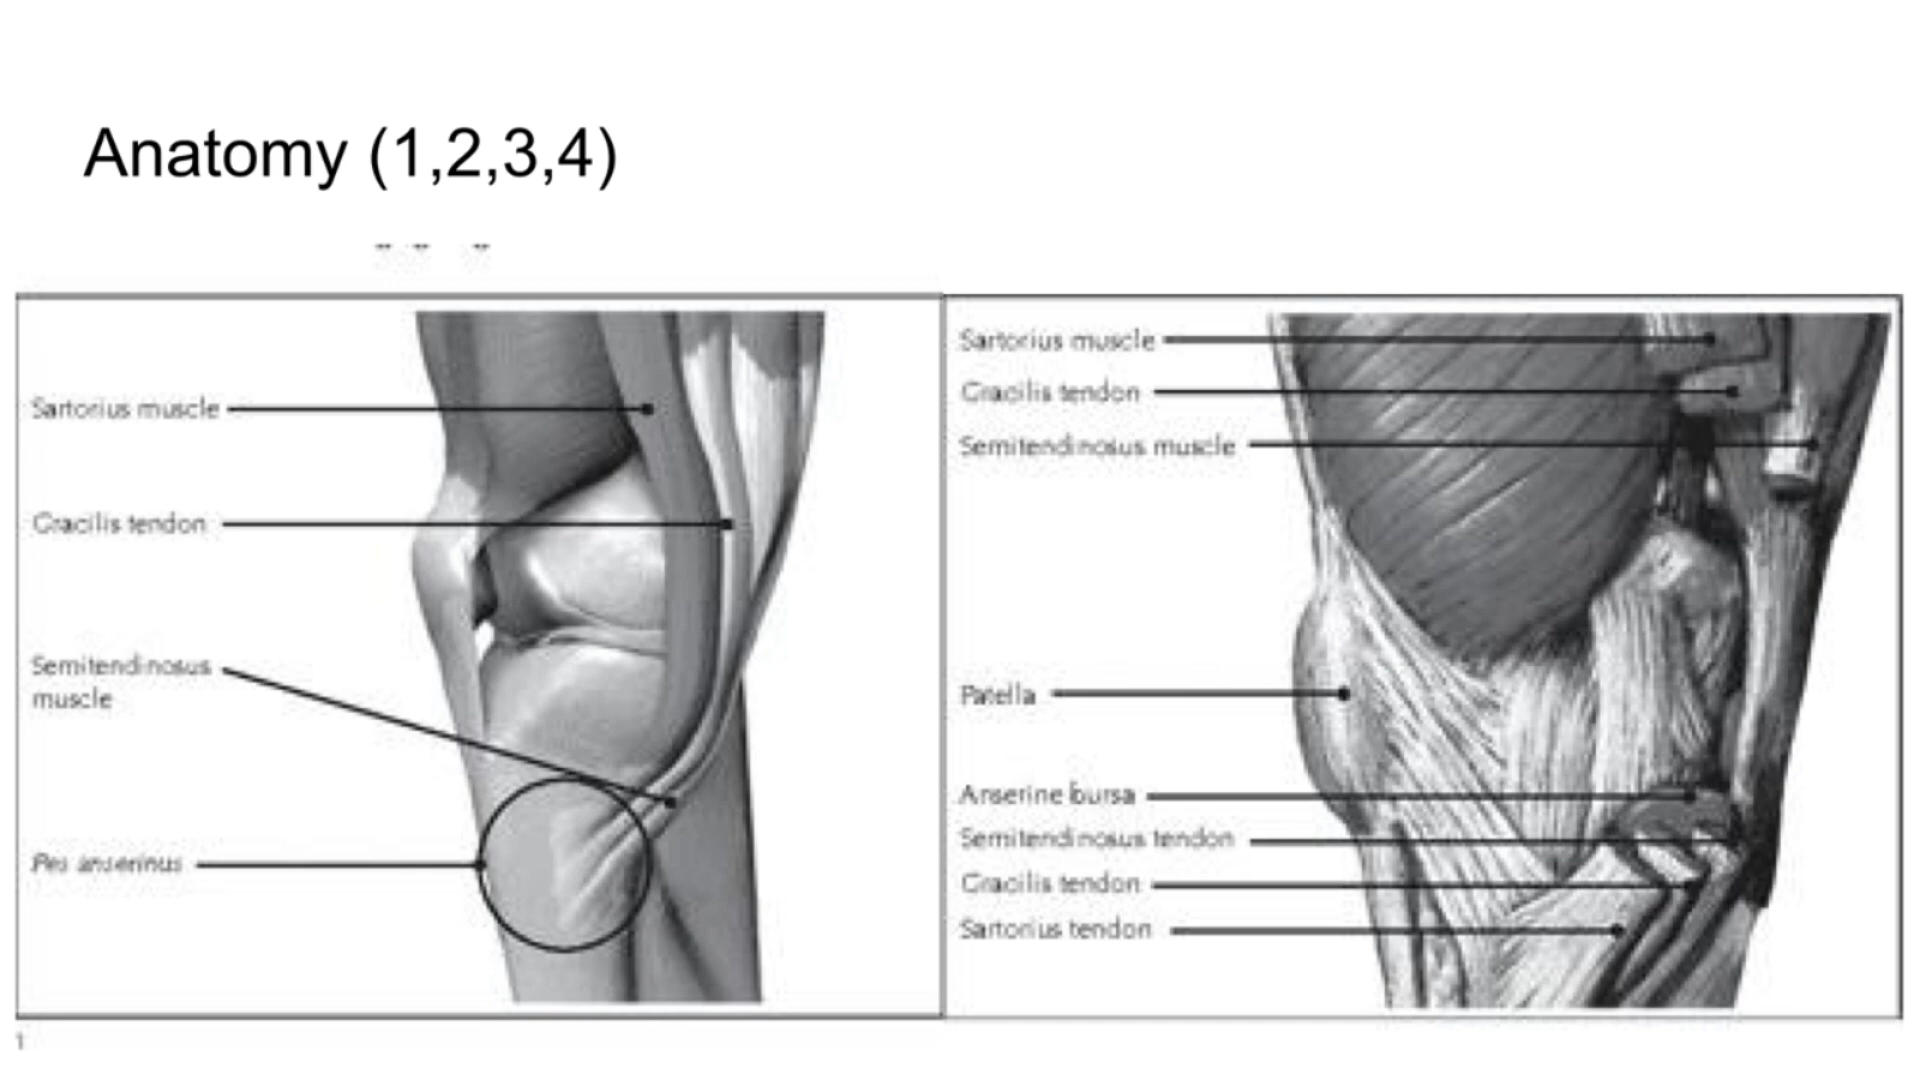 Anatomy (1,2,3,4)
Sartorius muscle
Gracilis tendon
Semitendinosus
muscle
Pes anserinus
Sartorius muscle
Gracilis tendon
Semitendinosus muscle
Patella
Anserine bursa
Semitendinosus tendon
Gracilis tendon
Sartorius tendon
1